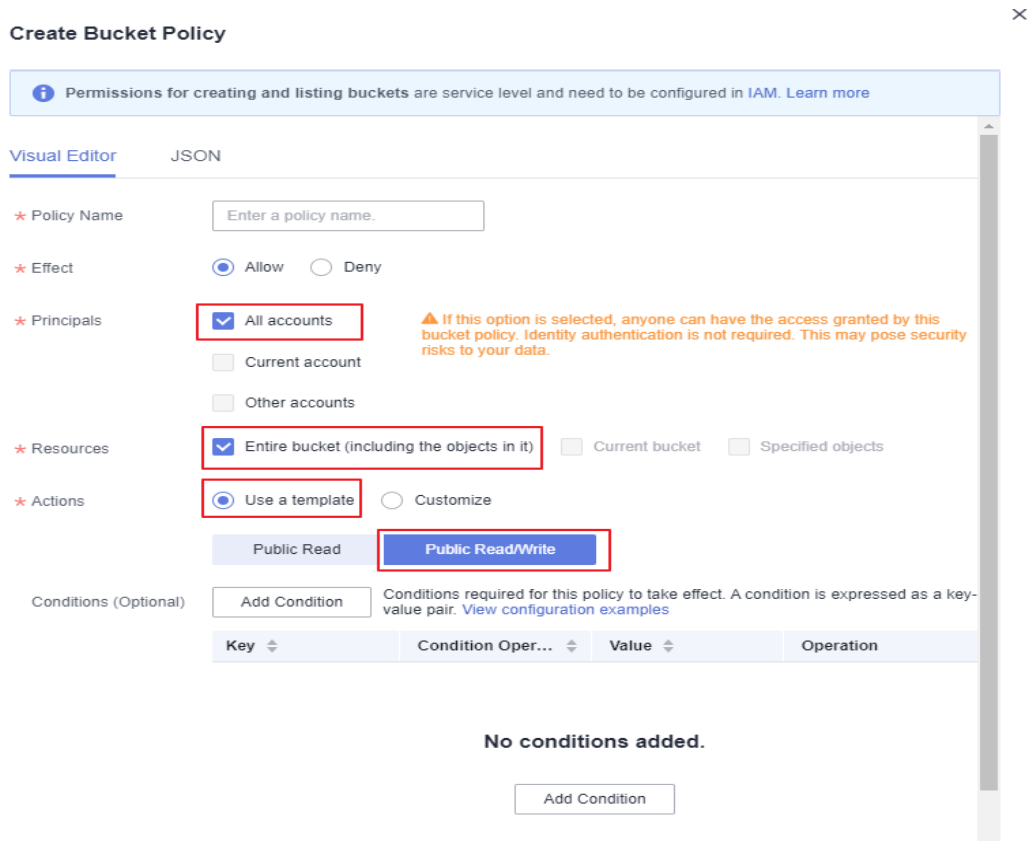 Create Bucket Policy
Permissions for creating and listing buckets are service level and need to be configured in IAM. Learn more
Visual Editor JSON
* Policy Name Enter a policy name.
* Effect Allow Deny
* Principals All accounts
If this option is selected, anyone can have the access granted by this
bucket policy. Identity authentication is not required. This may pose security
risks to your data.
Current account
Other accounts
* Resources Entire bucket (including the objects in it) Current bucket Specified objects
* Actions Use a template Customize
Public Read Public Read/Write
Conditions (Optional) Add Condition
Conditions required for this policy to take effect. A condition is expressed as a key-
value pair. View configuration examples
Key Condition Oper... Value Operation
No conditions added.
Add Condition